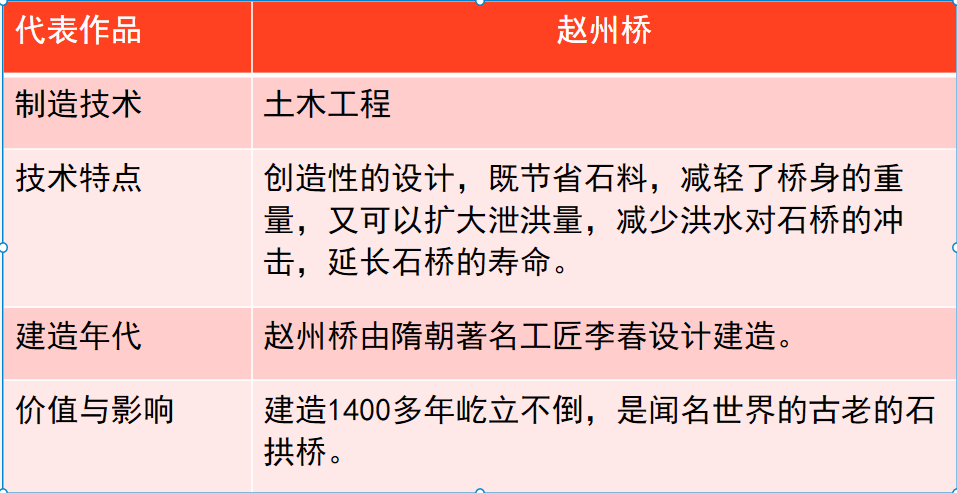 代表作品
赵州桥
制造技术
土木工程
技术特点
创造性的设计，既节省石料，减轻了桥身的重
量，又可以扩大泄洪量，减少洪水对石桥的冲
击，延长石桥的寿命。
建造年代
赵州桥由隋朝著名工匠李春设计建造。
价值与影响
建造1400多年屹立不倒，是闻名世界的古老的石
拱桥。